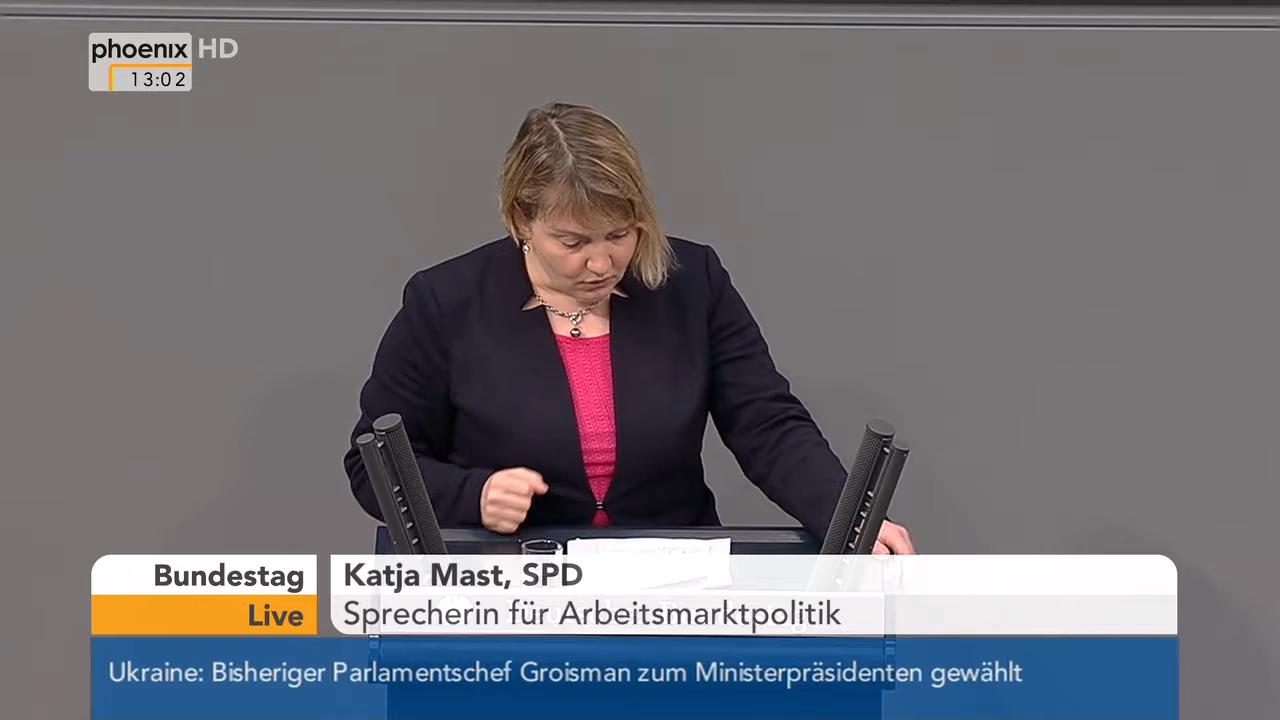 phoenix HD
13:02
Bundestag
Live
Katja Mast, SPD
Sprecherin für Arbeitsmarktpolitik
Ukraine: Bisheriger Parlamentschef Groisman zum Ministerpräsidenten gewählt